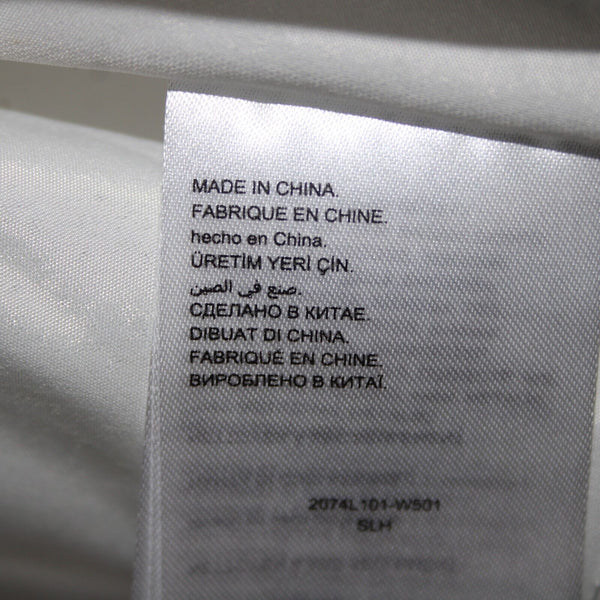 MADE IN CHINA.
FABRIQUE EN CHINE.
hecho en China.
ÜRETİM YERİ ÇİN.
صنع في الصين.
СДЕЛАНО В КИТАЕ.
DIBUAT DI CHINA.
FABRIQUÉ EN CHINE.
ВИРОБЛЕНО В КИТАЇ.
2074L101-W501
SLH